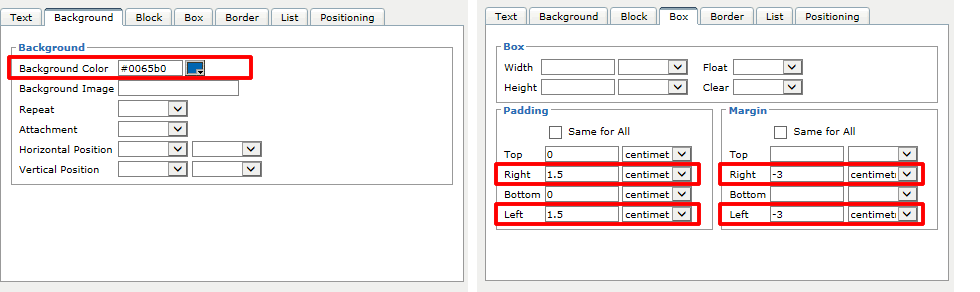 Text Background Block Box Border List Positioning
Background
Background Color #0065b0
Background Image
Repeat
Attachment
Horizontal Position
Vertical Position
Text Background Block Box Border List Positioning
Box
Width Float
Height Clear
Padding
Same for All
Top 0 centimet
Right 1.5 centimet
Bottom 0 centimet
Left 1.5 centimet
Margin
Same for All
Top
Right -3 centimet
Bottom
Left -3 centimet